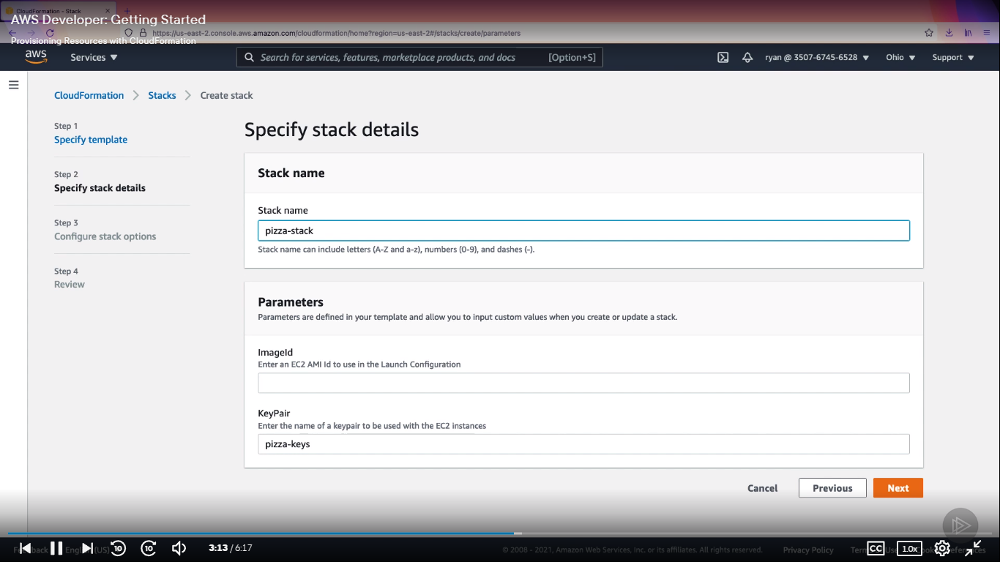 CloudFormation - Stack
AWS Developer: Getting Started
https://us-east-2.console.aws.amazon.com/cloudformation/home?region=us-east-2#/stacks/create/parameters
Provisioning Resources with CloudFormation
aws
Services
Search for services, features, marketplace products, and docs
[Option+S]
ryan @ 3507-6745-6528
Ohio
Support
CloudFormation
Stacks
Create stack
Step 1
Specify template
Step 2
Specify stack details
Step 3
Configure stack options
Step 4
Review
Specify stack details
Stack name
Stack name
pizza-stack
Stack name can include letters (A-Z and a-z), numbers (0-9), and dashes (-).
Parameters
Parameters are defined in your template and allow you to input custom values when you create or update a stack.
ImageId
Enter an EC2 AMI Id to use in the Launch Configuration
KeyPair
Enter the name of a keypair to be used with the EC2 instances
pizza-keys
Cancel
Previous
Next
10
10
3:13 / 6:17
© 2008 - 2021, Amazon Web Services, Inc. or its affiliates. All rights reserved.
Privacy Policy
CC
1.0x